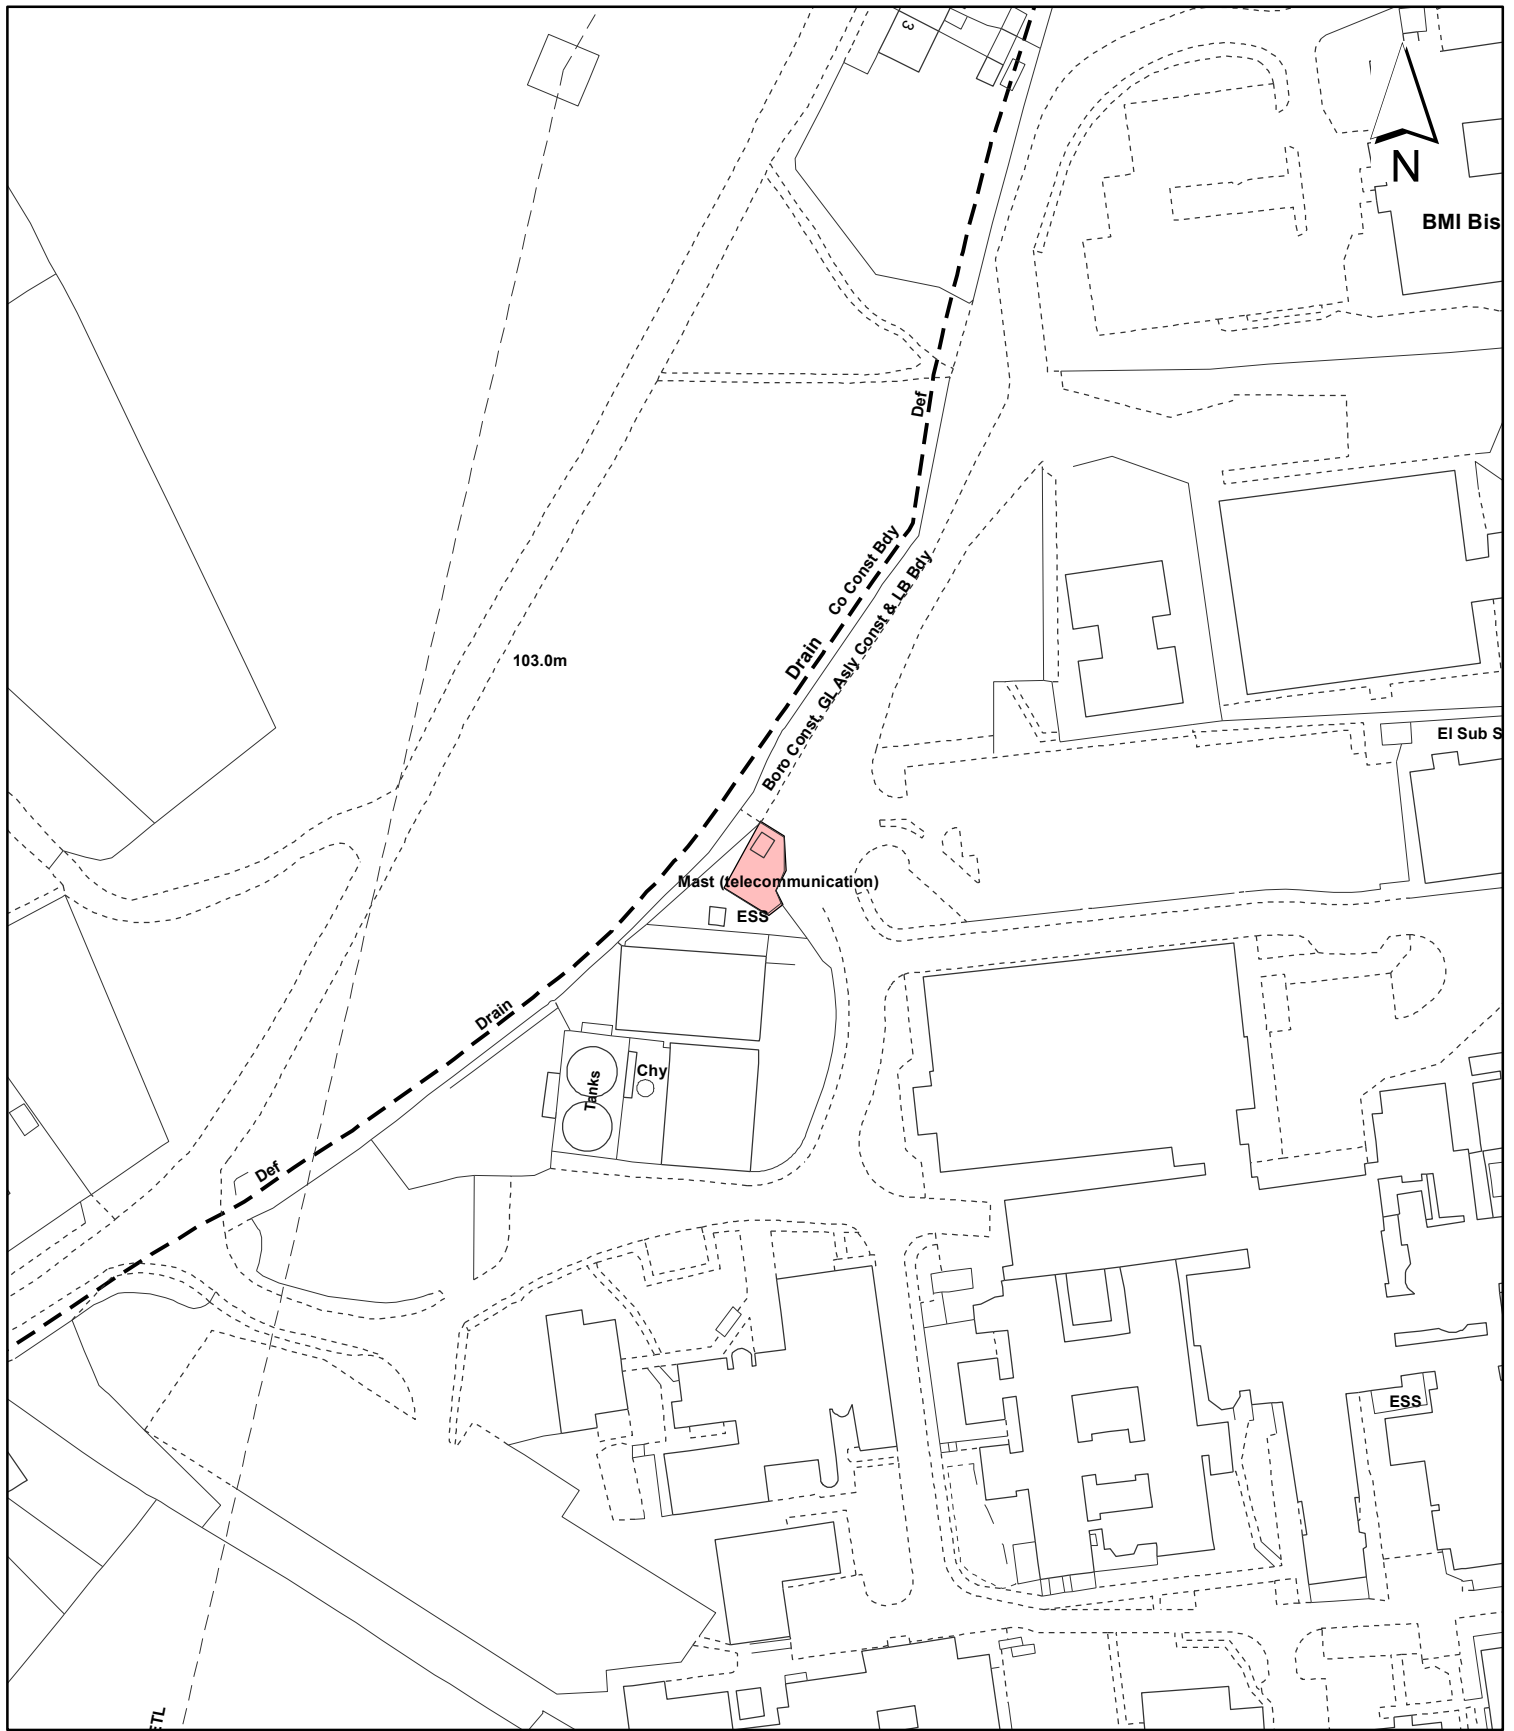 3
N
BMI Bis
Def
Co Const Bdy
Boro Const, GL Asly Const & LB Bdy
Drain
103.0m
El Sub S
Mast (telecommunication)
ESS
Drain
Chy
Tanks
Def
ESS
ETL